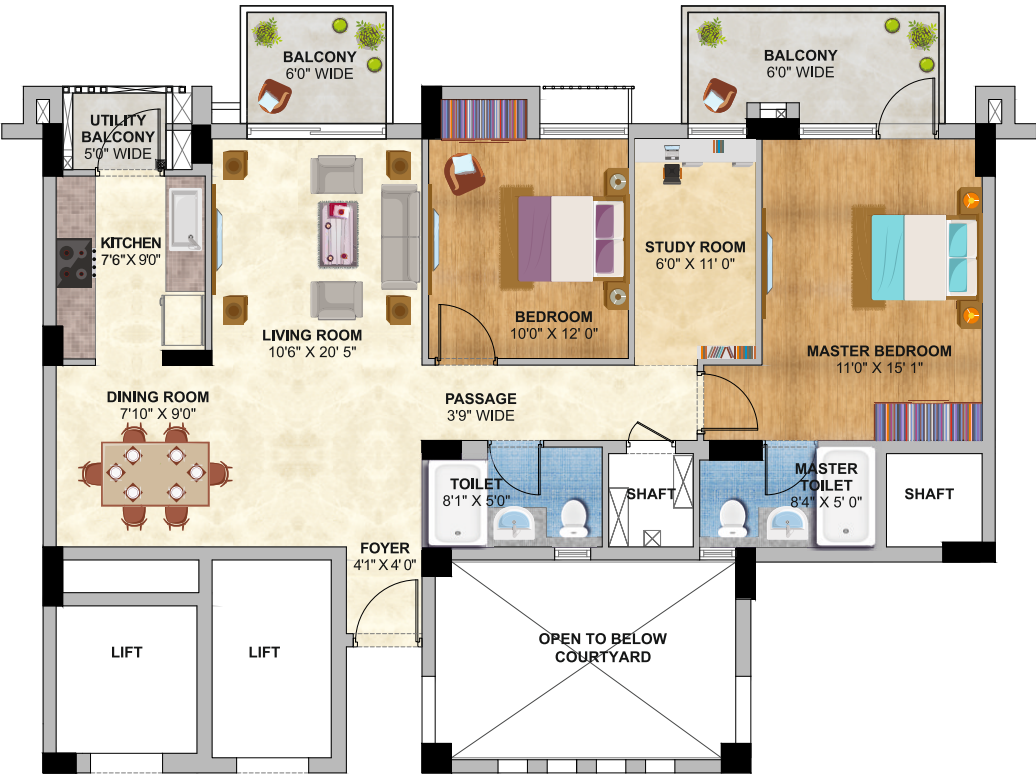 BALCONY
6'0" WIDE
BALCONY
6'0" WIDE
UTILITY
BALCONY
5'0" WIDE
KITCHEN
7'6"X 9'0"
STUDY ROOM
6'0" X 11' 0"
BEDROOM
10'0" X 12' 0"
LIVING ROOM
10'6" X 20' 5"
MASTER BEDROOM
11'0" X 15' 1"
DINING ROOM
7'10" X 9'0"
PASSAGE
3'9" WIDE
TOILET
8'1" X 5'0"
SHAFT
MASTER
TOILET
8'4" X 5' 0"
SHAFT
FOYER
4'1" X 4' 0"
LIFT
LIFT
OPEN TO BELOW
COURTYARD